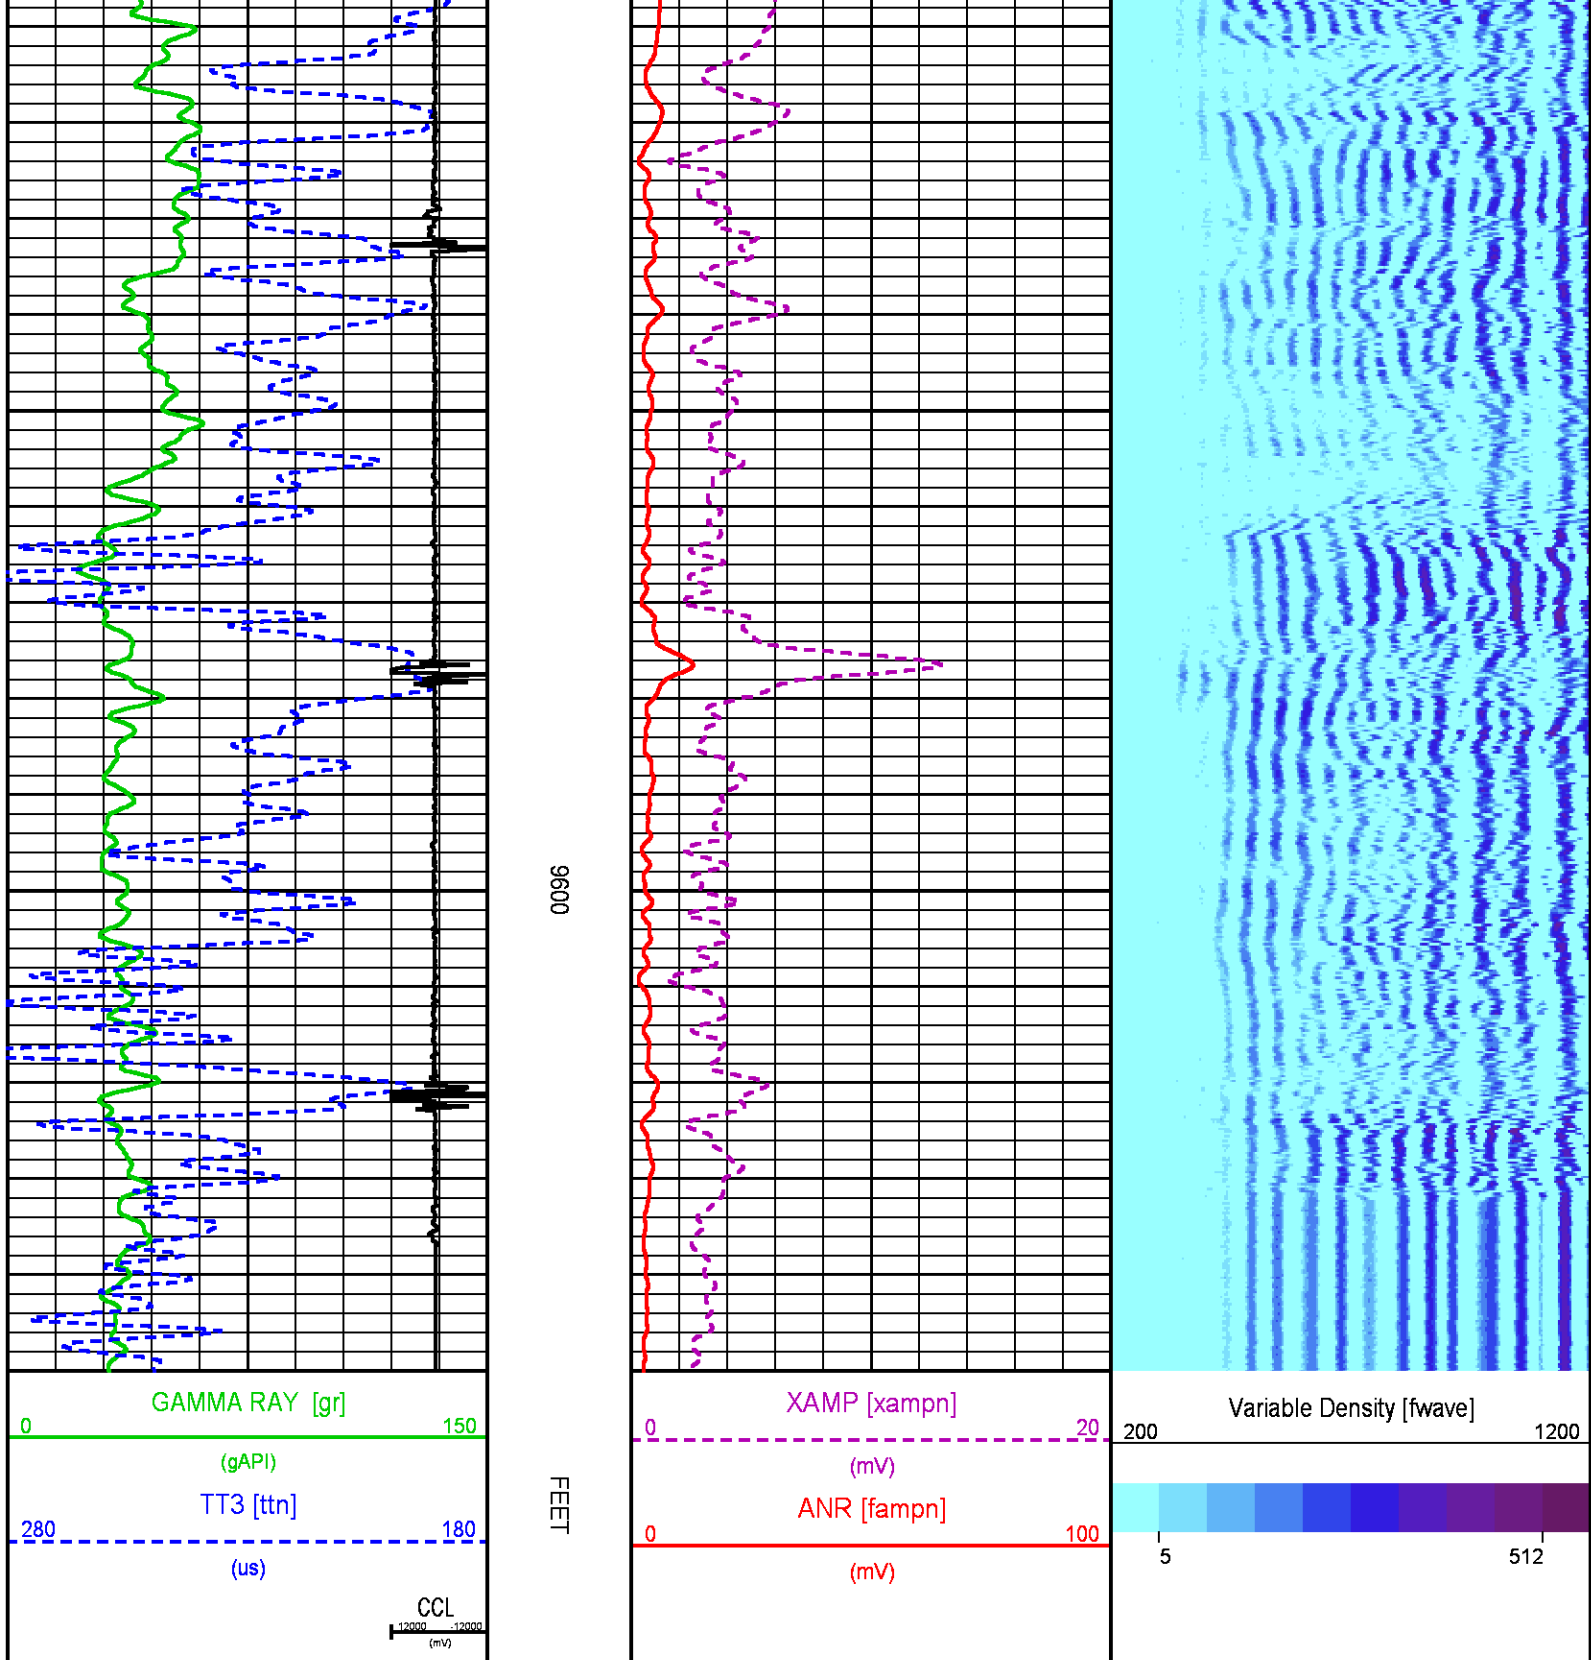 9600
FEET
GAMMA RAY [gr]
0 150
(gAPI)
TT3 [ttn]
280 180
(us)
CCL
12000 -12000
(mV)
XAMP [xampn]
0 20
(mV)
ANR [fampn]
0 100
(mV)
Variable Density [fwave]
200 1200
5 512